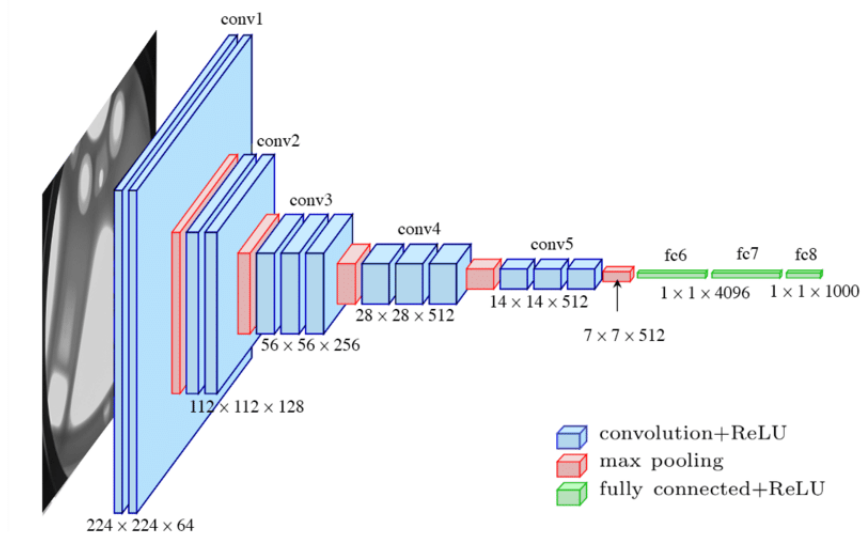 conv1
conv2
conv3
conv4
conv5
fc6
fc7
fc8
224 × 224 × 64
112 × 112 × 128
56 × 56 × 256
28 × 28 × 512
14 × 14 × 512
7 × 7 × 512
1 × 1 × 4096
1 × 1 × 1000
convolution+ReLU
max pooling
fully connected+ReLU